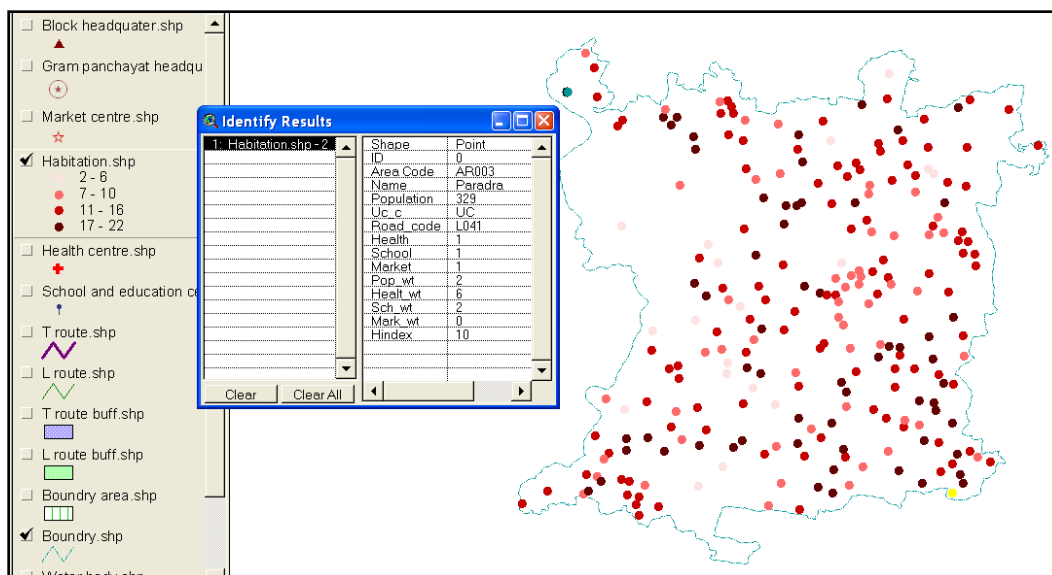 Block headquater.shp
Gram panchayat headqu
Market centre.shp
Habitation.shp
2 - 6
7 - 10
11 - 16
17 - 22
Health centre.shp
School and education ce
T route.shp
L route.shp
T route buff.shp
L route buff.shp
Boundry area.shp
Boundry.shp
Water body.shp
Identify Results
1: Habitation.shp - 2
Shape Point
ID 0
Area Code AR003
Name Paradra
Population 329
Uc_c UC
Road_code L041
Health 1
School 1
Market 1
Pop_wt 2
Healt_wt 6
Sch_wt 2
Mark_wt 0
Hindex 10
Clear Clear All